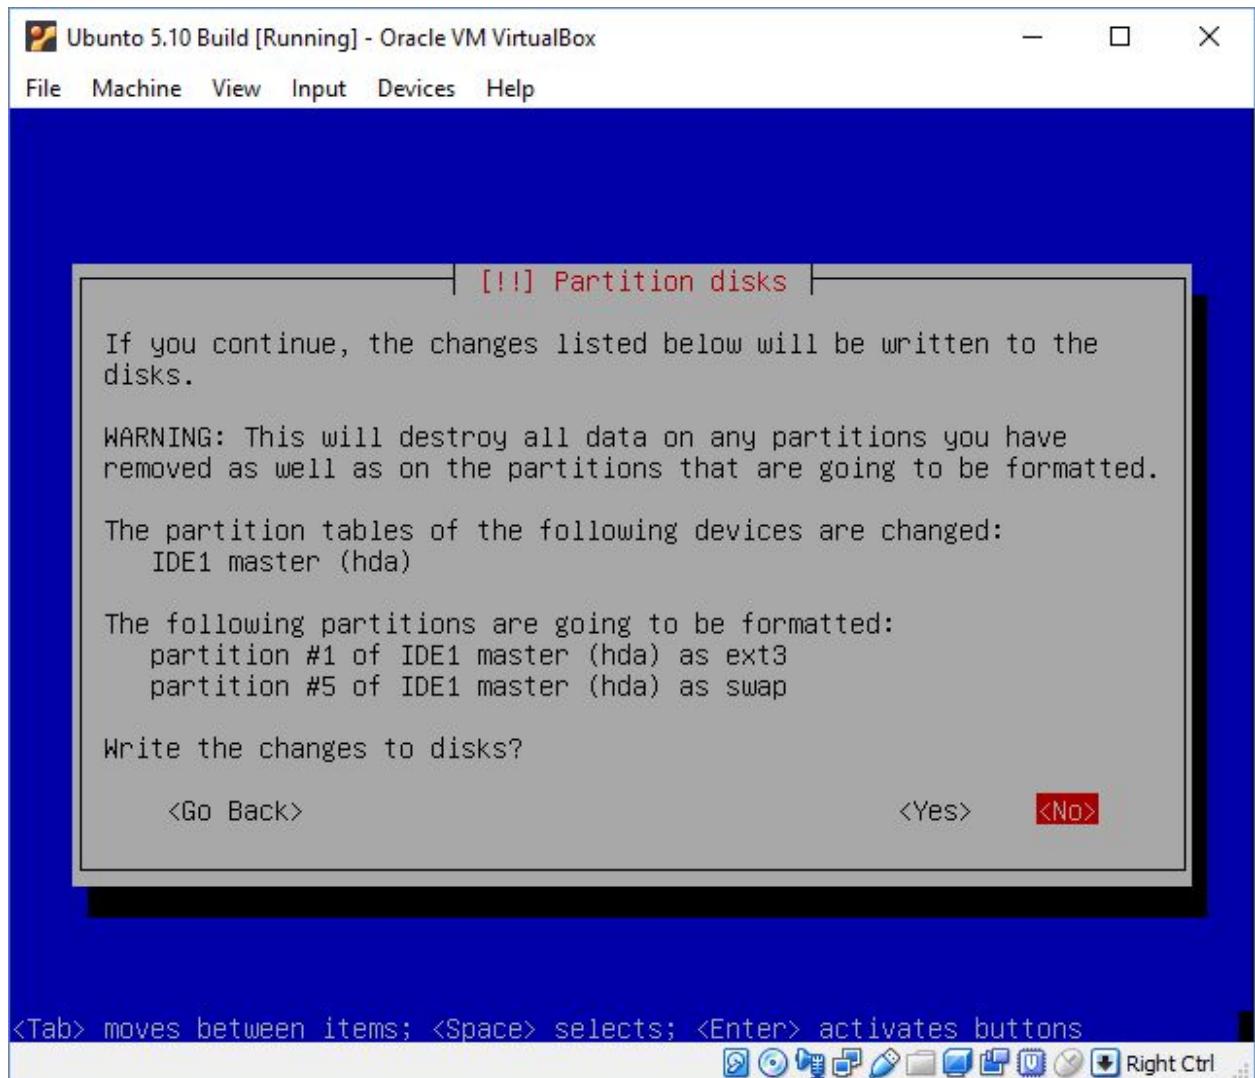 Ubunto 5.10 Build [Running] - Oracle VM VirtualBox
File Machine View Input Devices Help
[!!] Partition disks
If you continue, the changes listed below will be written to the
disks.
WARNING: This will destroy all data on any partitions you have
removed as well as on the partitions that are going to be formatted.
The partition tables of the following devices are changed:
IDE1 master (hda)
The following partitions are going to be formatted:
partition #1 of IDE1 master (hda) as ext3
partition #5 of IDE1 master (hda) as swap
Write the changes to disks?
<Go Back> <Yes> <No>
<Tab> moves between items; <Space> selects; <Enter> activates buttons
Right Ctrl